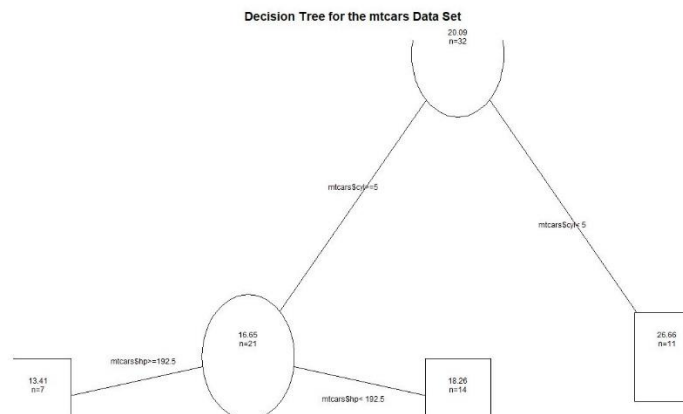 Decision Tree for the mtcars Data Set
20.09
n=32
mtcars$cyl>=5
mtcars$cyl< 5
16.65
n=21
26.66
n=11
mtcars$hp>=192.5
13.41
n=7
18.26
n=14
mtcars$hp< 192.5